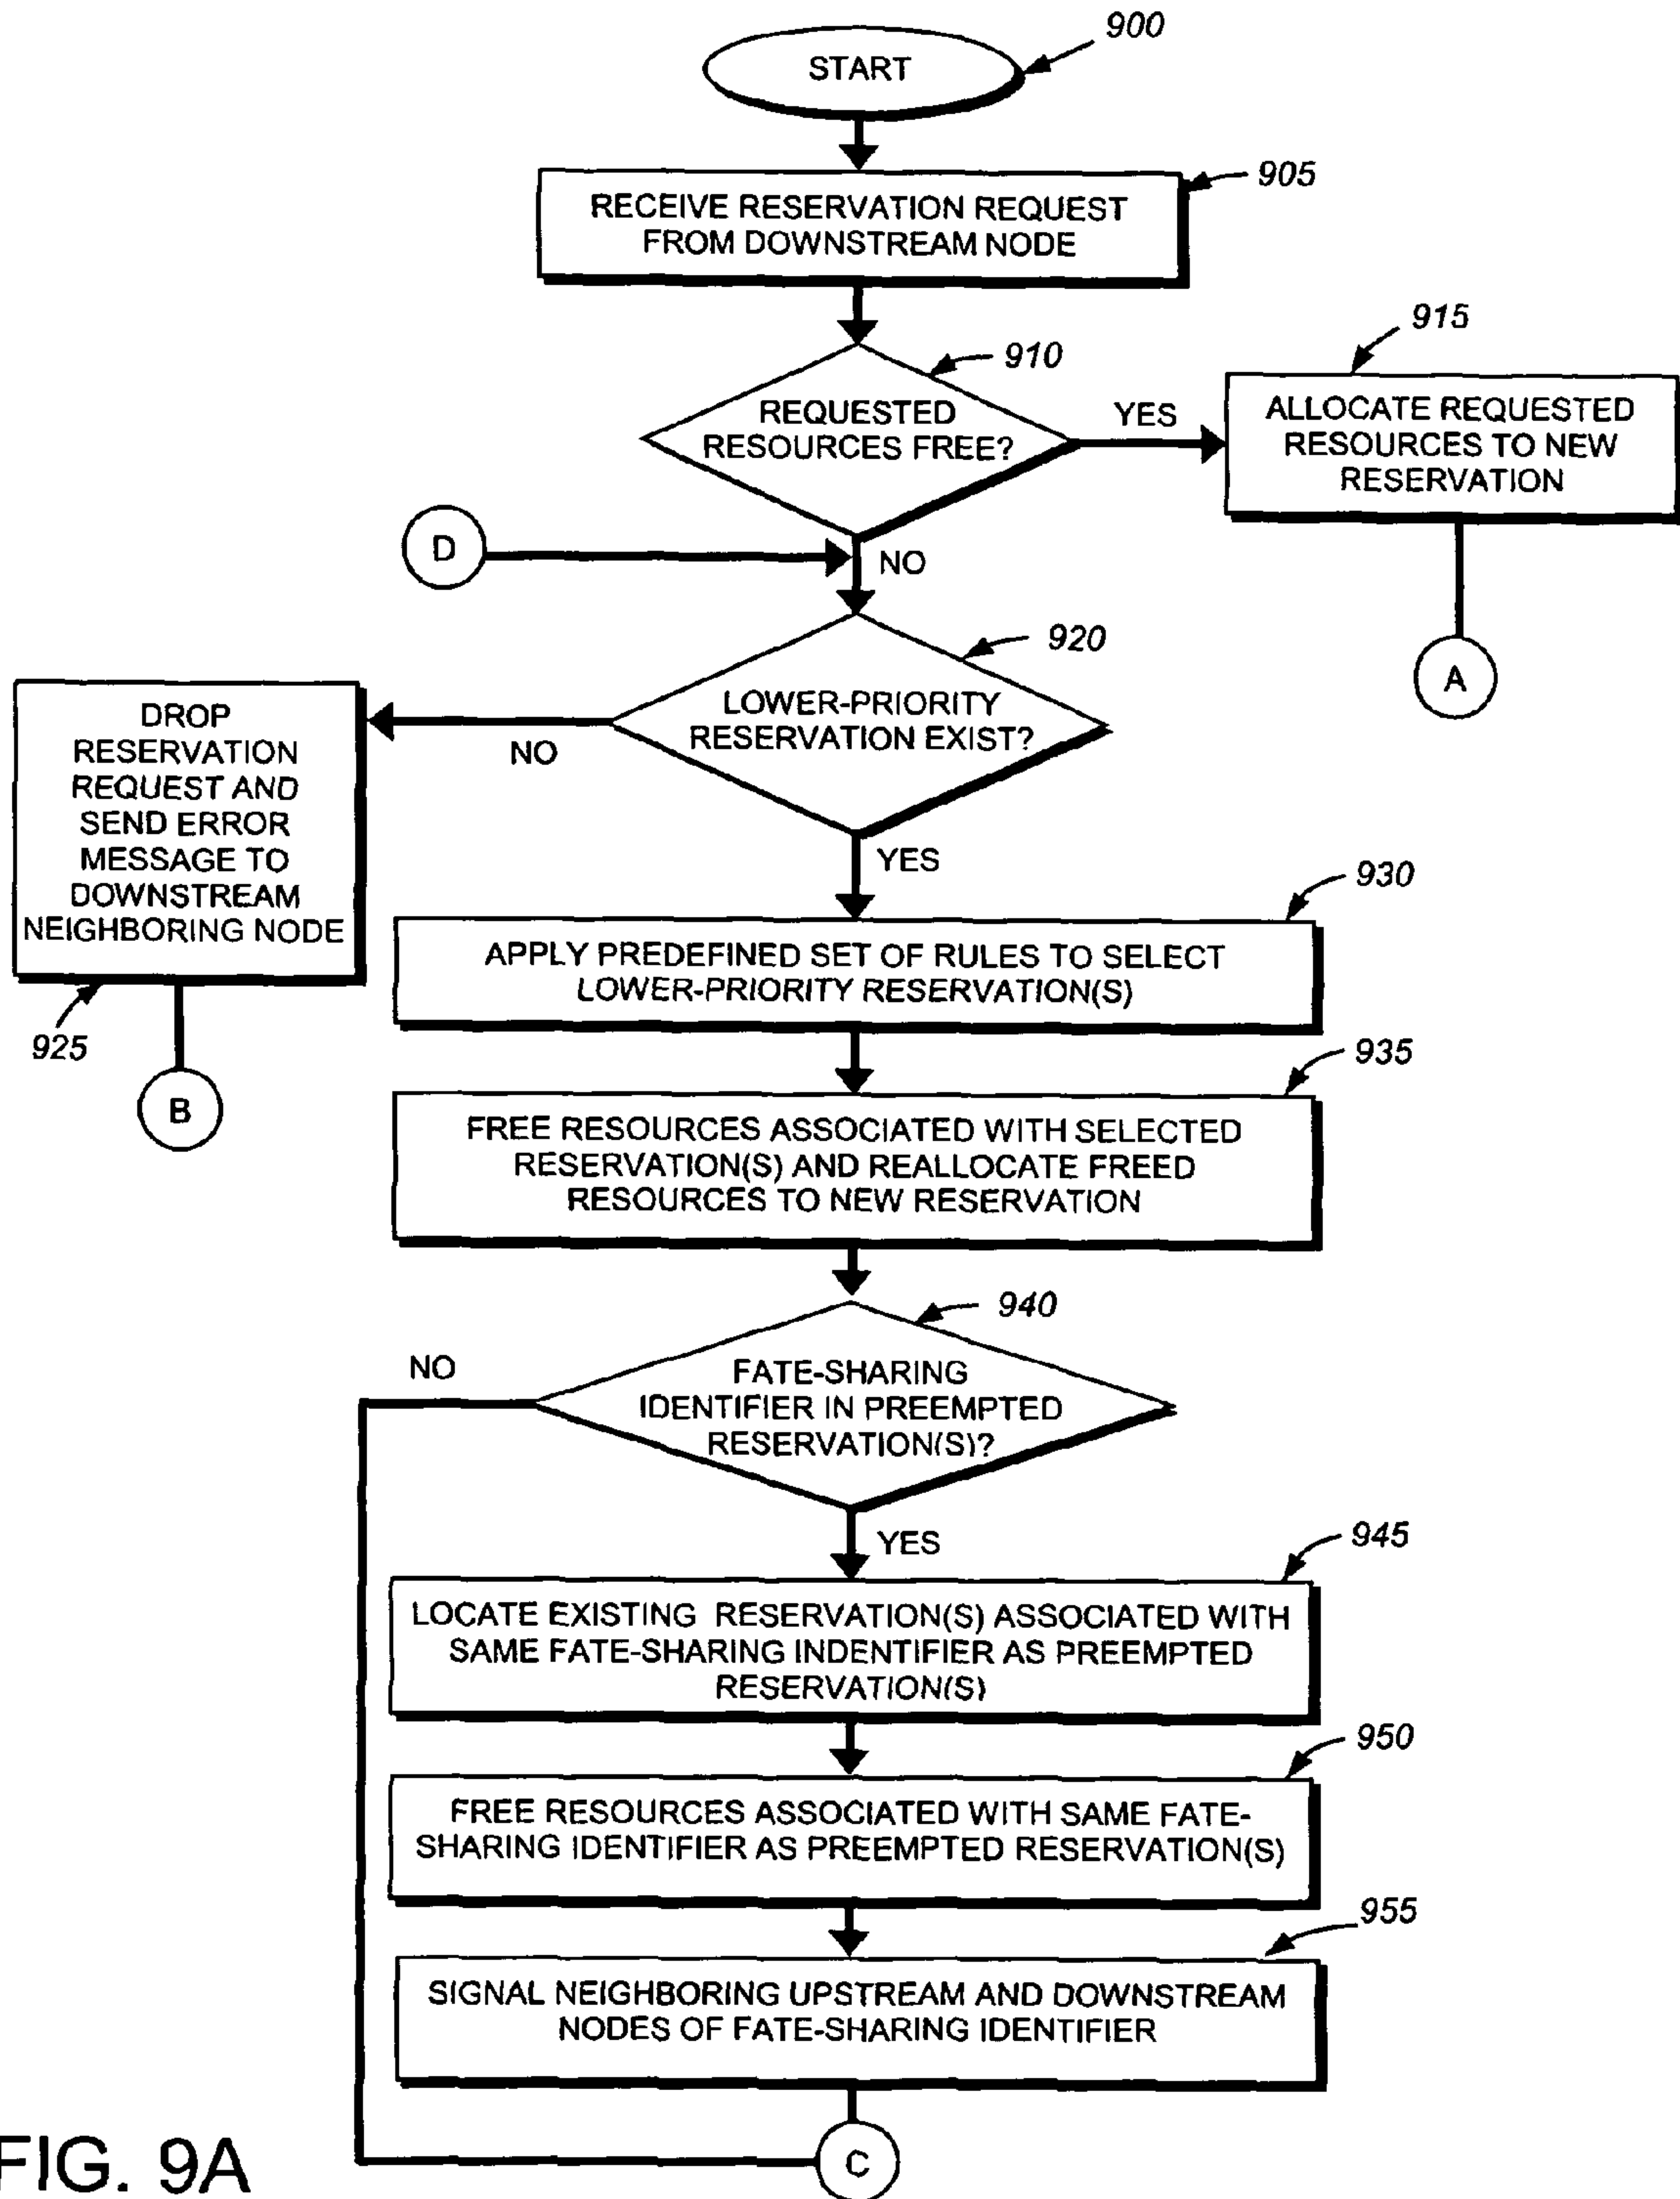 START
900
RECEIVE RESERVATION REQUEST
FROM DOWNSTREAM NODE
905
REQUESTED
RESOURCES FREE?
910
YES
ALLOCATE REQUESTED
RESOURCES TO NEW
RESERVATION
915
A
D
NO
LOWER-PRIORITY
RESERVATION EXIST?
920
NO
DROP
RESERVATION
REQUEST AND
SEND ERROR
MESSAGE TO
DOWNSTREAM
NEIGHBORING NODE
925
B
YES
APPLY PREDEFINED SET OF RULES TO SELECT
LOWER-PRIORITY RESERVATION(S)
930
FREE RESOURCES ASSOCIATED WITH SELECTED
RESERVATION(S) AND REALLOCATE FREED
RESOURCES TO NEW RESERVATION
935
FATE-SHARING
IDENTIFIER IN PREEMPTED
RESERVATION(S)?
940
NO
YES
LOCATE EXISTING RESERVATION(S) ASSOCIATED WITH
SAME FATE-SHARING INDENTIFIER AS PREEMPTED
RESERVATION(S)
945
FREE RESOURCES ASSOCIATED WITH SAME FATE-
SHARING IDENTIFIER AS PREEMPTED RESERVATION(S)
950
SIGNAL NEIGHBORING UPSTREAM AND DOWNSTREAM
NODES OF FATE-SHARING IDENTIFIER
955
C
FIG. 9A